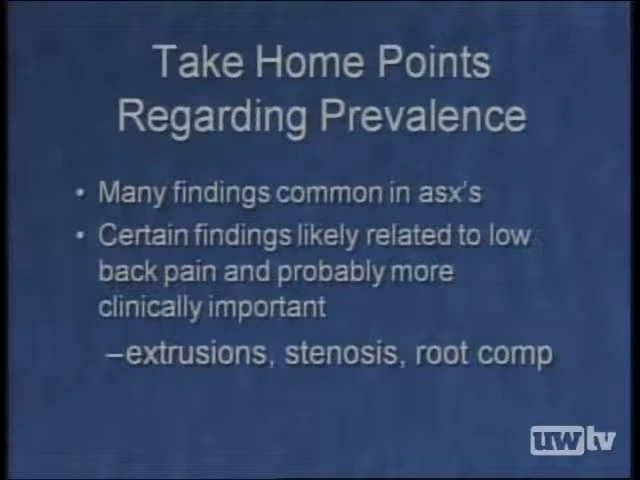 Take Home Points
Regarding Prevalence
• Many findings common in asx's
• Certain findings likely related to low
back pain and probably more
clinically important
–extrusions, stenosis, root comp
uwtv